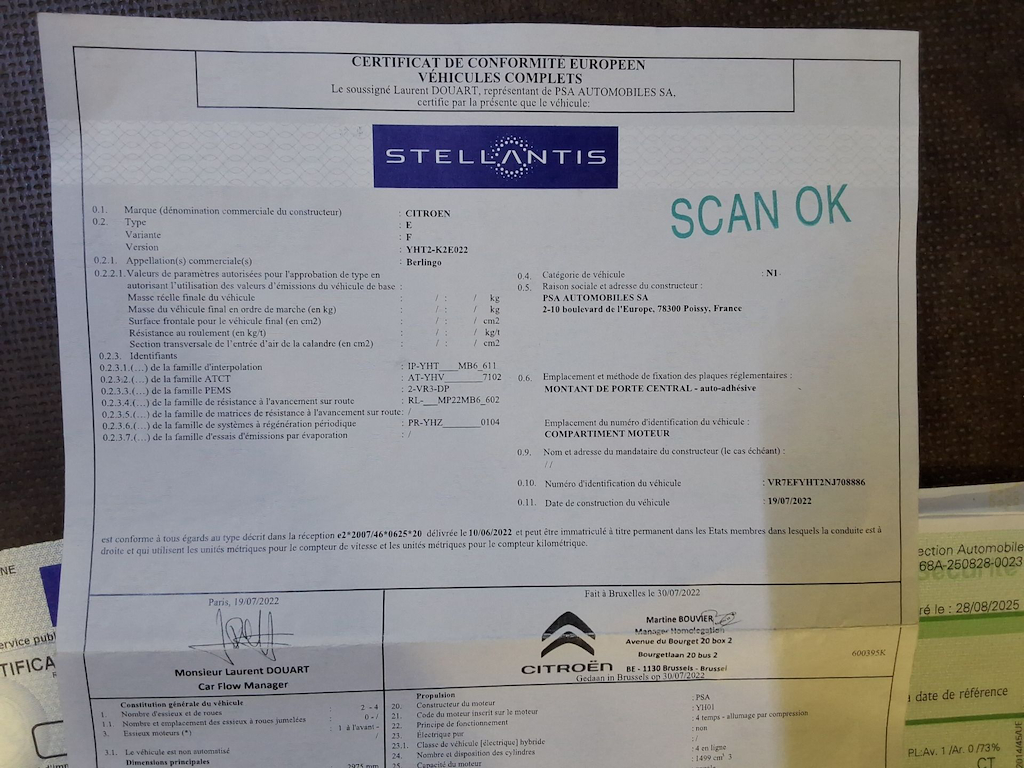 CERTIFICAT DE CONFORMITÉ EUROPEEN
VÉHICULES COMPLETS
Le soussigné Laurent DOUART, représentant de PSA AUTOMOBILES SA,
certifie par la présente que le véhicule:
STELLANTIS
SCAN OK
0.1. Marque (dénomination commerciale du constructeur) : CITROEN
0.2. Type : E
Variante : F
Version : YHT2-K2E022
0.2.1. Appellation(s) commerciale(s) : Berlingo
0.2.2.1. Valeurs de paramètres autorisées pour l'approbation de type en
autorisant l'utilisation des valeurs d'émissions du véhicule de base :
Masse réelle finale du véhicule : / : / kg
Masse du véhicule final en ordre de marche (en kg) : / : / kg
Surface frontale pour le véhicule final (en cm2) : / : / cm2
Résistance au roulement (en kg/t) : / : / kg/t
Section transversale de l'entrée d'air de la calandre (en cm2) : / : / cm2
0.2.3. Identifiants
0.2.3.1.(...) de la famille d'interpolation : IP-YHT____MB6_611
0.2.3.2.(...) de la famille ATCT : AT-YHV________7102
0.2.3.3.(...) de la famille PEMS : 2-VR3-DP
0.2.3.4.(...) de la famille de résistance à l'avancement sur route : RL-___MP22MB6_602
0.2.3.5.(...) de la famille de matrices de résistance à l'avancement sur route: /
0.2.3.6.(...) de la famille de systèmes à régénération périodique : PR-YHZ________0104
0.2.3.7.(...) de la famille d'essais d'émissions par évaporation : /
0.4. Catégorie de véhicule : N1
0.5. Raison sociale et adresse du constructeur :
PSA AUTOMOBILES SA
2-10 boulevard de l'Europe, 78300 Poissy, France
0.6. Emplacement et méthode de fixation des plaques réglementaires :
MONTANT DE PORTE CENTRAL - auto-adhésive
Emplacement du numéro d'identification du véhicule :
COMPARTIMENT MOTEUR
0.9. Nom et adresse du mandataire du constructeur (le cas échéant) :
/ /
0.10. Numéro d'identification du véhicule : VR7EFYHT2NJ708886
0.11. Date de construction du véhicule : 19/07/2022
est conforme à tous égards au type décrit dans la réception e2*2007/46*0625*20 délivrée le 10/06/2022 et peut être immatriculé à titre permanent dans les Etats membres dans lesquels la conduite est à
droite et qui utilisent les unités métriques pour le compteur de vitesse et les unités métriques pour le compteur kilométrique.
Paris, 19/07/2022
Monsieur Laurent DOUART
Car Flow Manager
Fait à Bruxelles le 30/07/2022
CITROËN
Martine BOUVIER
Manager Homologation
Avenue du Bourget 20 box 2
Bourgetlaan 20 bus 2
BE - 1130 Brussels - Brussel
Gedaan in Brussels op 30/07/2022
600395K
Constitution générale du véhicule
1. Nombre d'essieux et de roues : 2 - 4
1.1 Nombre et emplacement des essieux à roues jumelées : 0 - /
3. Essieux moteurs (*) : 1 à l'avant -
/
3.1. Le véhicule est non automatisé
Dimensions principales
2975 mm
Propulsion
20. Constructeur du moteur : PSA
21. Code du moteur inscrit sur le moteur : YH01
22. Principe de fonctionnement : 4 temps - allumage par compression
23. Électrique par : non
23.1. Classe de véhicule [électrique] hybride : /
24. Nombre et disposition des cylindres : 4 en ligne
25. Capacité du moteur : 1499 cm 3
NE
ervice publ
TIFICA
ection Automobile
68A-250828-0023
Sécurité
ré le : 28/08/2025
date de référence
PL:Av. 1 /Ar. 0 /73%
CT
2014/45/UE